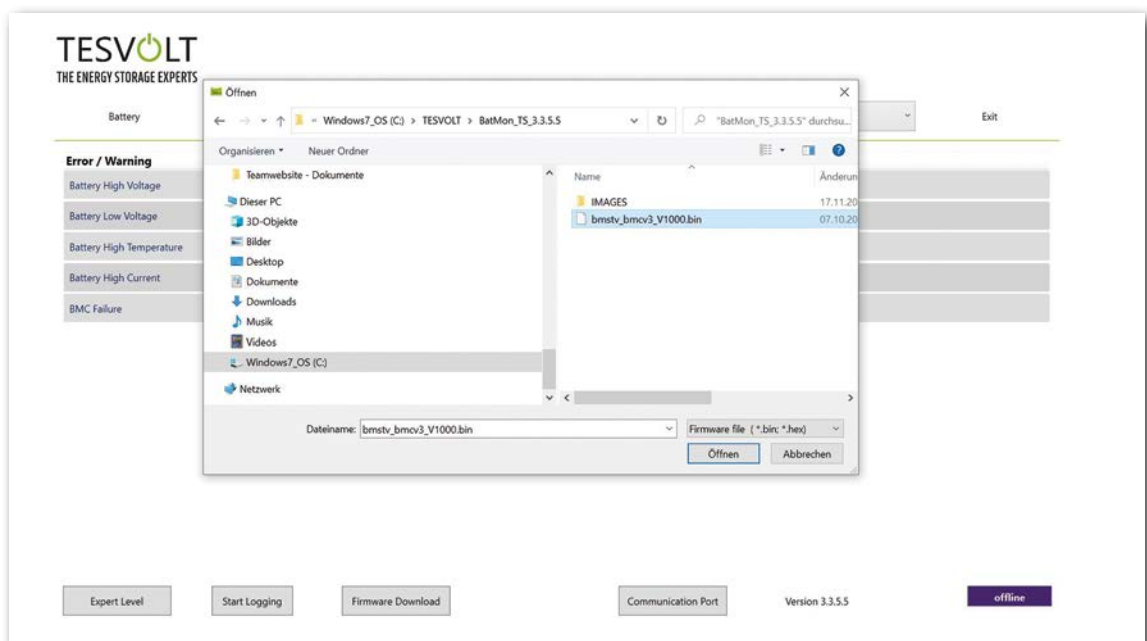 TESVOLT
THE ENERGY STORAGE EXPERTS
Battery
Exit
Error / Warning
Battery High Voltage
Battery Low Voltage
Battery High Temperature
Battery High Current
BMC Failure
Öffnen
« Windows7_OS (C:) > TESVOLT > BatMon_TS_3.3.5.5
"BatMon_TS_3.3.5.5" durchsu...
Organisieren
Neuer Ordner
Teamwebsite - Dokumente
Dieser PC
3D-Objekte
Bilder
Desktop
Dokumente
Downloads
Musik
Videos
Windows7_OS (C:)
Netzwerk
Name
Änderun
IMAGES
17.11.20
bmstv_bmcv3_V1000.bin
07.10.20
Dateiname:
bmstv_bmcv3_V1000.bin
Firmware file ( *.bin; *.hex)
Öffnen
Abbrechen
Expert Level
Start Logging
Firmware Download
Communication Port
Version 3.3.5.5
offline